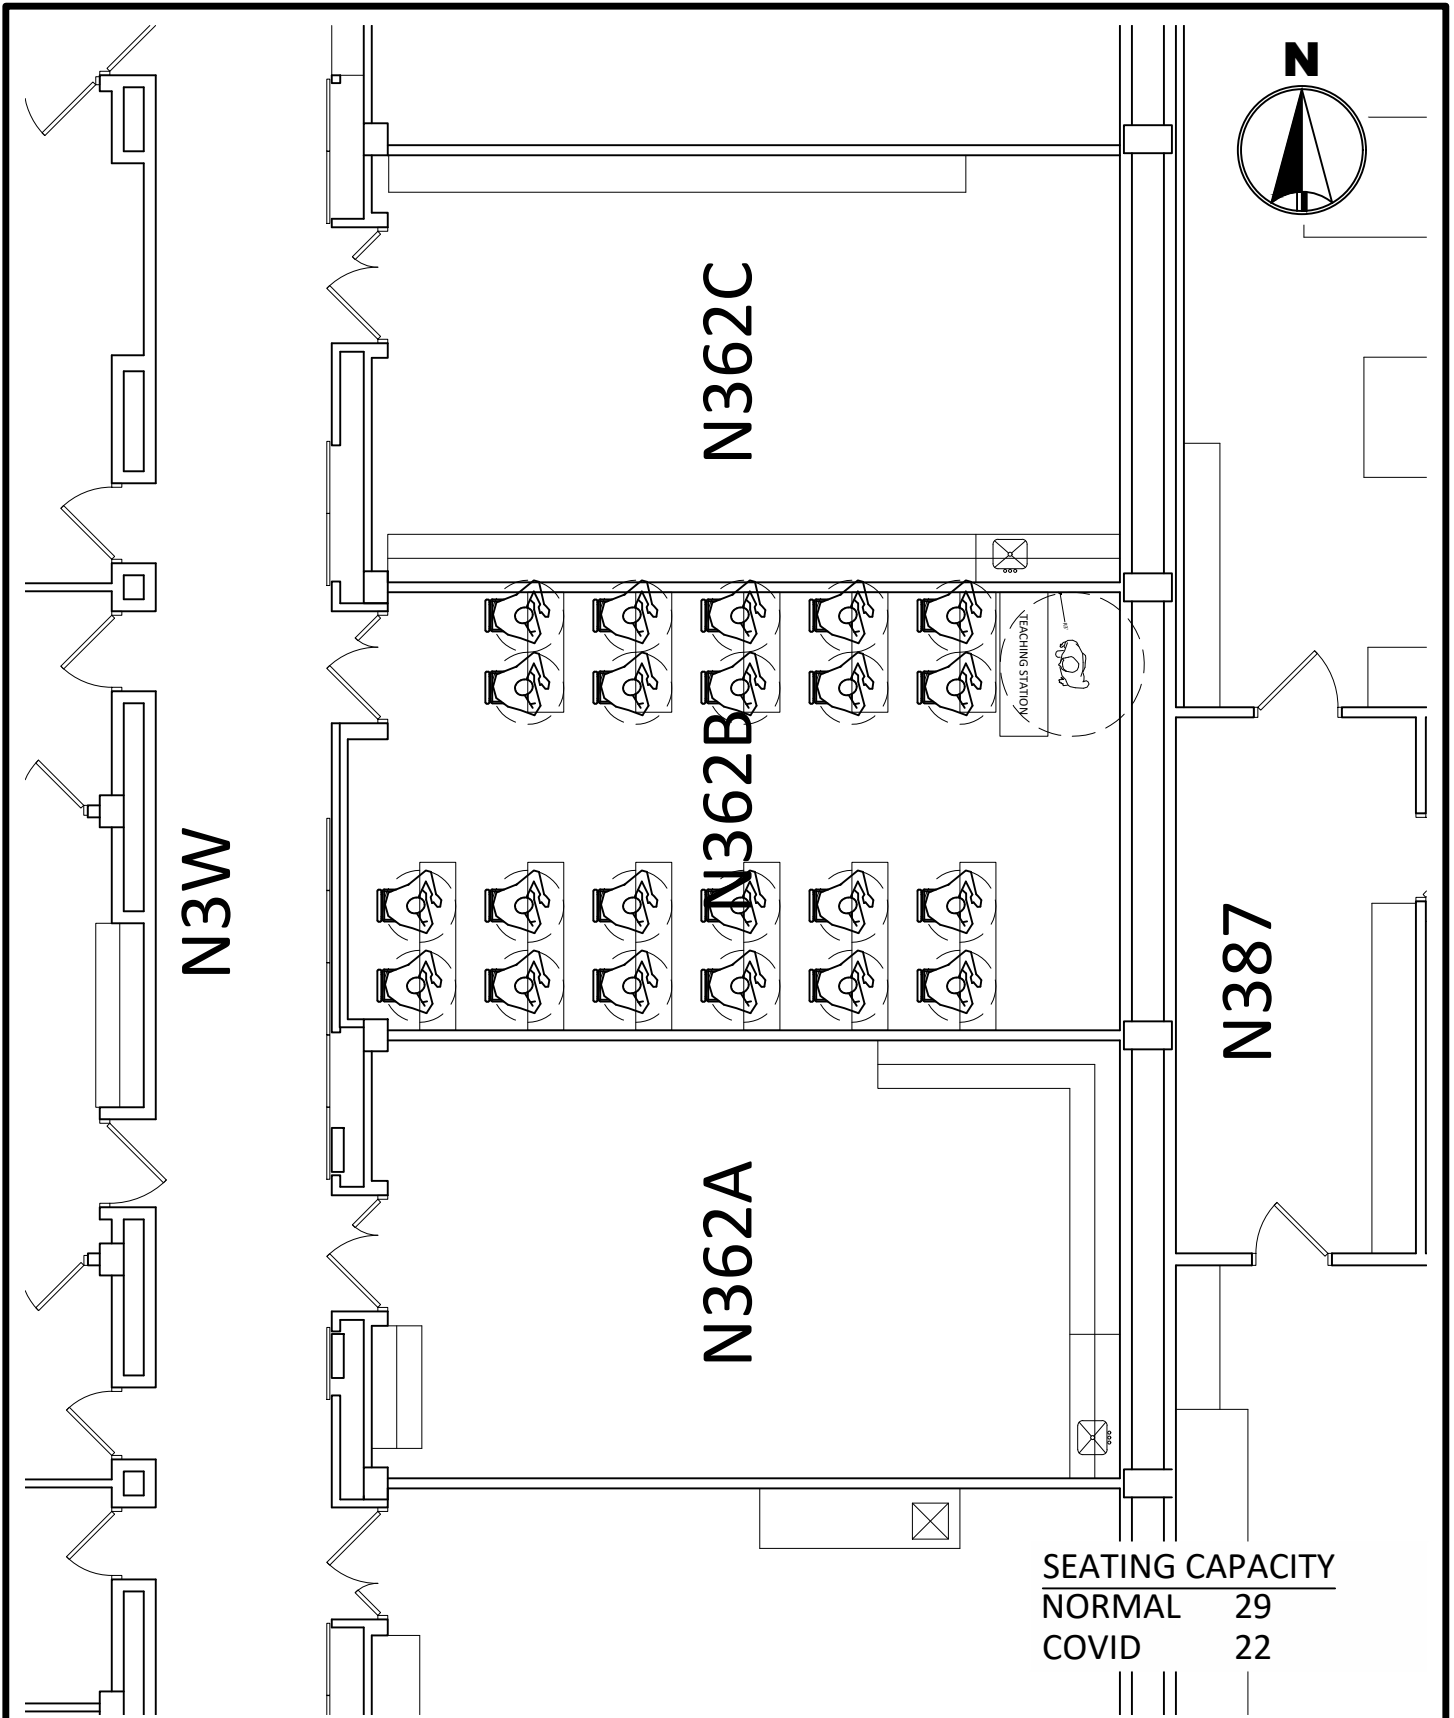 N
N362C
TEACHING STATION
N362B
N3W
N387
N362A
SEATING CAPACITY
NORMAL 29
COVID 22